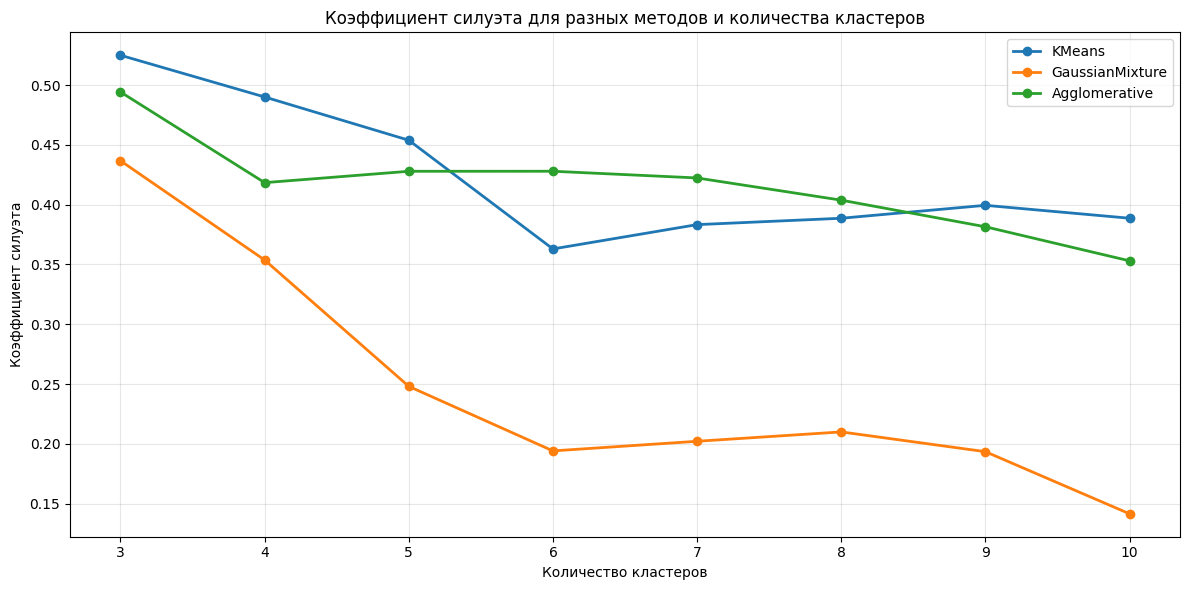 Коэффициент силуэта для разных методов и количества кластеров
KMeans
GaussianMixture
Agglomerative
Коэффициент силуэта
0.50
0.45
0.40
0.35
0.30
0.25
0.20
0.15
3 4 5 6 7 8 9 10
Количество кластеров